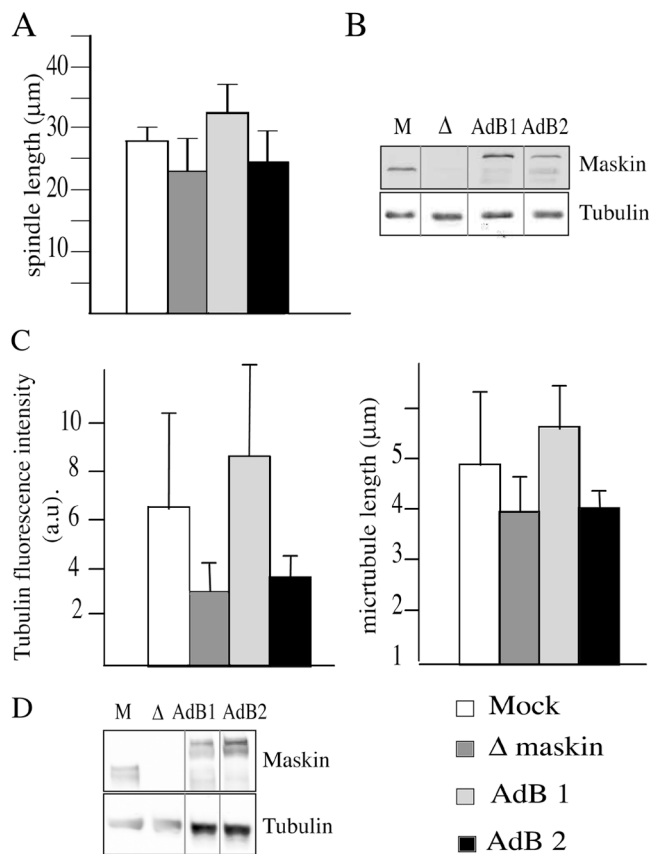 A
spindle length (μm)
40
30
20
10
B
M Δ AdB1 AdB2
Maskin
Tubulin
C
Tubulin fluorescence intensity
(a.u).
10
8
6
4
2
micrtubule length (μm)
5
4
3
2
1
D
M Δ AdB1 AdB2
Maskin
Tubulin
Mock
Δ maskin
AdB 1
AdB 2